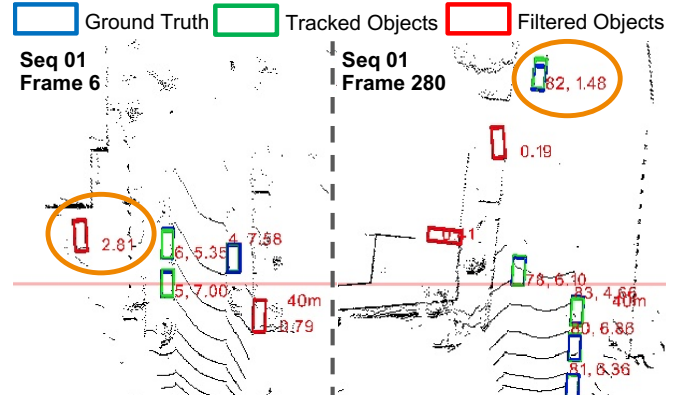 Ground Truth Tracked Objects Filtered Objects
Seq 01
Frame 6
2.81
6, 5.35
4, 7.58
5, 7.00
40m
0.79
Seq 01
Frame 280
82, 1.48
0.19
78, 6.10
83, 4.66
40m
80, 6.86
81, 6.36